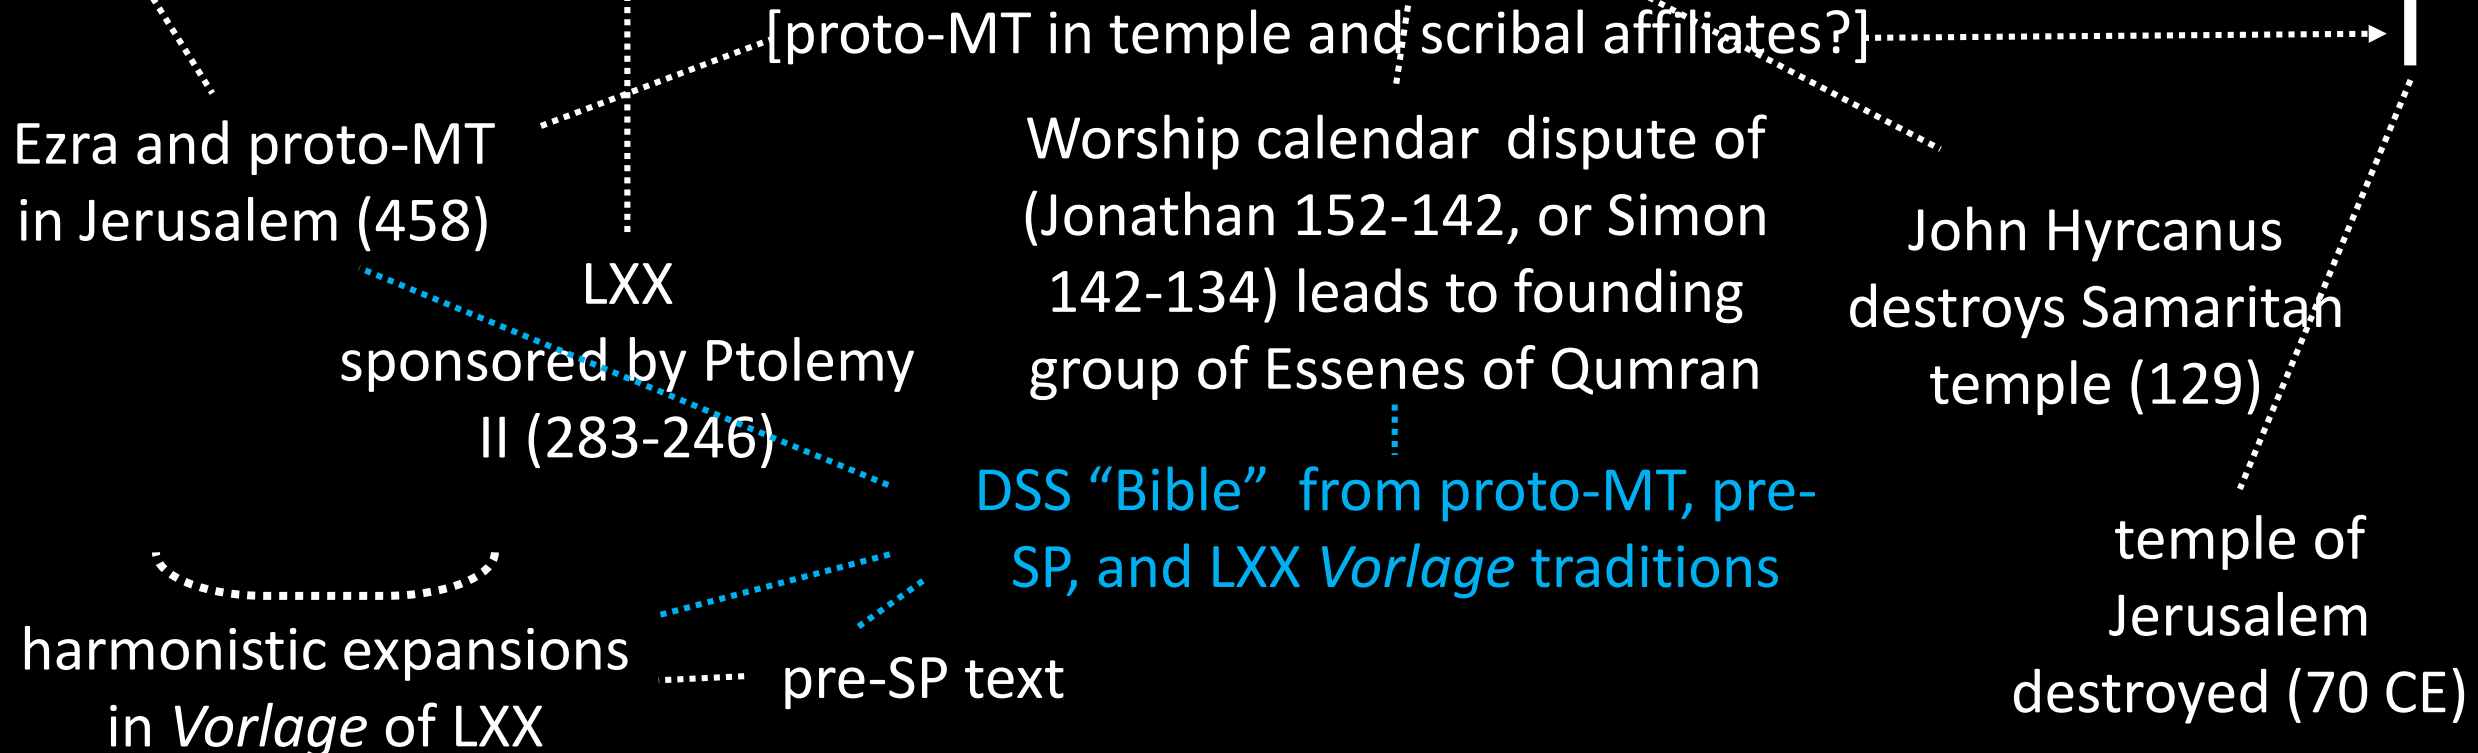 [proto-MT in temple and scribal affiliates?]
Ezra and proto-MT
in Jerusalem (458)
LXX
sponsored by Ptolemy
II (283-246)
Worship calendar  dispute of
(Jonathan 152-142, or Simon
142-134) leads to founding
group of Essenes of Qumran
John Hyrcanus
destroys Samaritan
temple (129)
DSS “Bible”  from proto-MT, pre-
SP, and LXX Vorlage traditions
temple of
Jerusalem
destroyed (70 CE)
harmonistic expansions
in Vorlage of LXX
pre-SP text